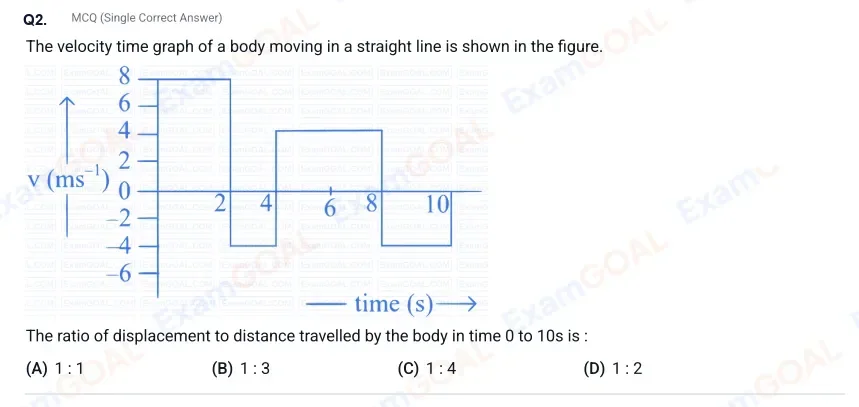 Q2. MCQ (Single Correct Answer)
The velocity time graph of a body moving in a straight line is shown in the figure.
8
6
4
2
v (ms⁻¹) 0
2 4 6 8 10
–2
–4
–6
time (s)
The ratio of displacement to distance travelled by the body in time 0 to 10s is :
(A) 1 : 1 (B) 1 : 3 (C) 1 : 4 (D) 1 : 2
ExamGOAL